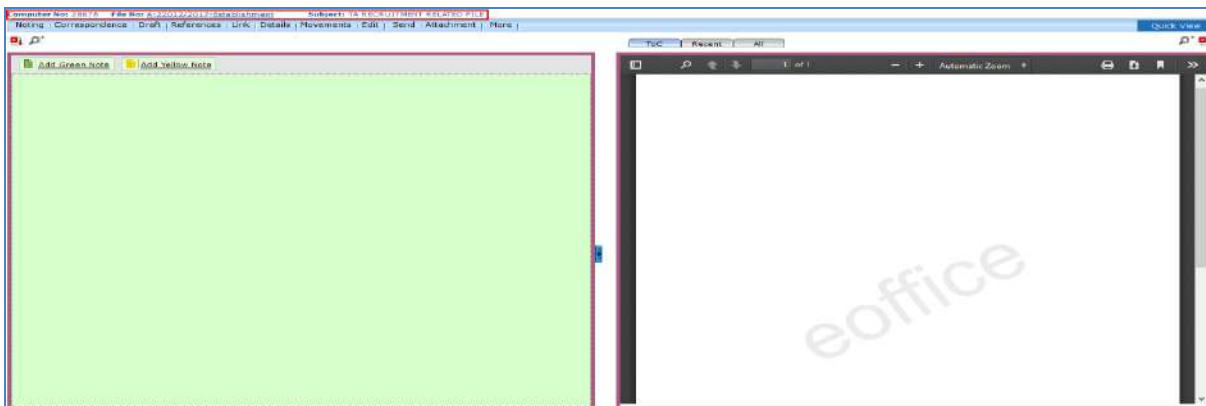 Computer No: 28678 File No: A-22012/2017-Establishment Subject: TA RECRUITMENT RELATED FILE
Noting Correspondence Draft References Link Details Movements Edit Send Attachment More
Quick View
ToC Recent All
Add Green Note Add Yellow Note
1 of 1 Automatic Zoom
eoffice